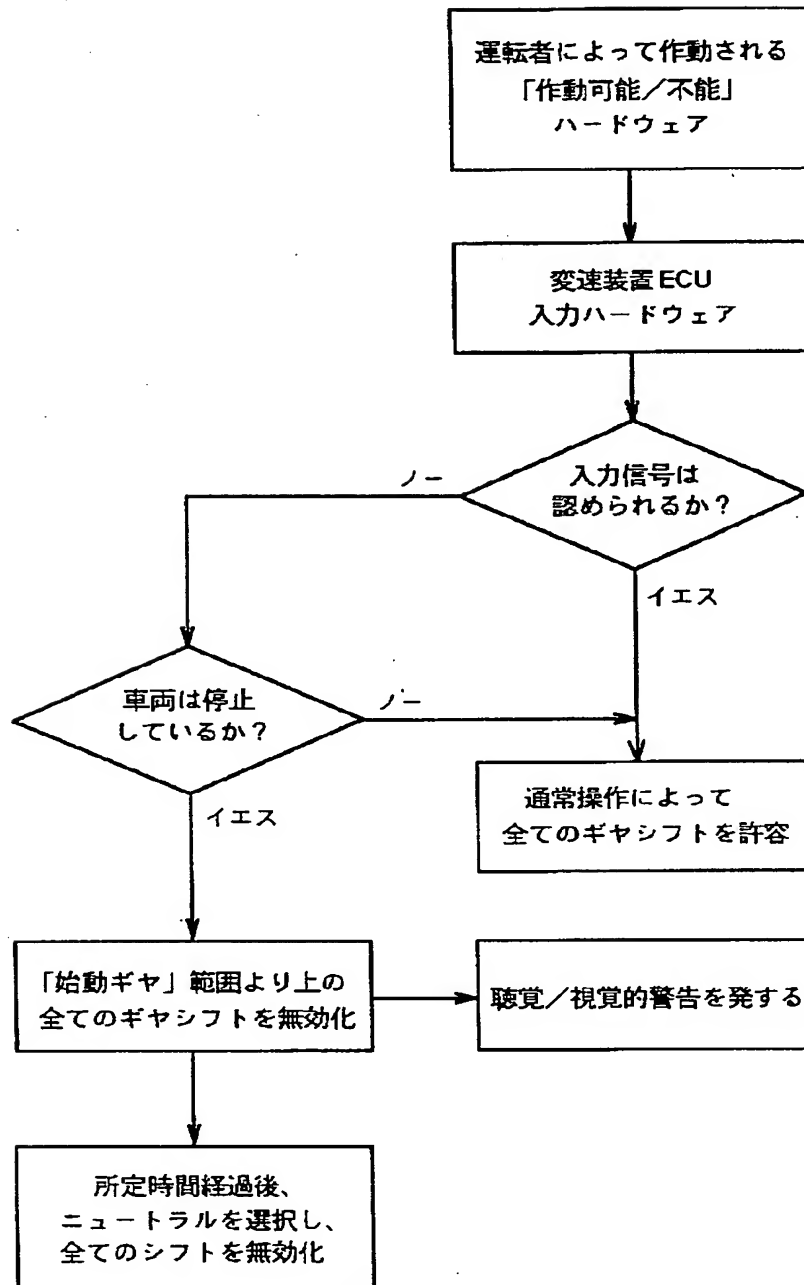 運転者によって作動される
「作動可能／不能」
ハードウェア
変速装置ECU
入力ハードウェア
入力信号は
認められるか？
ノー
イエス
車両は停止
しているか？
ノー
イエス
通常操作によって
全てのギヤシフトを許容
「始動ギヤ」範囲より上の
全てのギヤシフトを無効化
聴覚／視覚的警告を発する
所定時間経過後、
ニュートラルを選択し、
全てのシフトを無効化